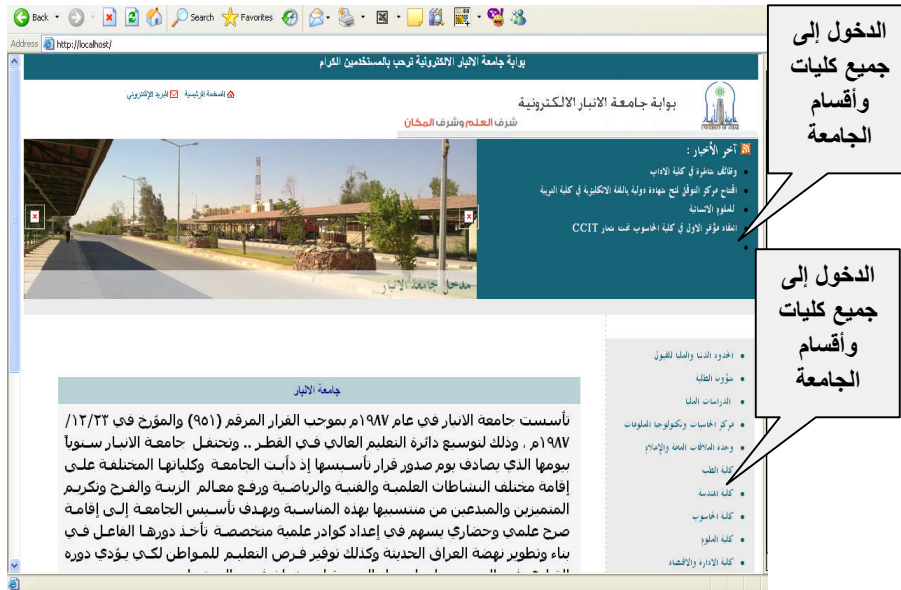 Back
Search
Favorites
Address http://localhost/
بوابة جامعة الانبار الالكترونية ترحب بالمستخدمين الكرام
الصفحة الرئيسية البريد الإلكتروني
بوابة جامعة الانبار الالكترونية
شرف العلم وشرف المكان
UNIVERSITY OF ANBAR
آخر الأخبار :
وظائف شاغرة في كلية الاداب
افتتاح مركز التوفل لمنح شهادة دولية باللغة الانكليزية في كلية التربية
للعلوم الانسانية
انعقاد مؤتمر الاول في كلية الحاسوب تحت شعار CCIT
مدخل جامعة الانبار
الدخول إلى
جميع كليات
وأقسام
الجامعة
الدخول إلى
جميع كليات
وأقسام
الجامعة
الحدود الدنيا والعليا للقبول
شؤون الطلبة
الدراسات العليا
مركز الحاسبات وتكنولوجيا المعلومات
وحدة العلاقات العامة والإعلام
كلية الطب
كلية الهندسة
كلية الحاسوب
كلية العلوم
كلية الادارة والاقتصاد
جامعة الانبار
تأسست جامعة الانبار في عام ١٩٨٧م بموجب القرار المرقم (٩٥١) والمؤرخ في ١٢/٢٣/
١٩٨٧م ، وذلك لتوسيع دائرة التعليم العالي في القطر .. وتحتفل جامعة الانبار سنوياً
بيومها الذي يصادف يوم صدور قرار تأسيسها إذ دأبت الجامعة وكلياتها المختلفة على
إقامة مختلف النشاطات العلمية والفنية والرياضية ورفع معالم الزينة والفرح وتكريم
المتميزين والمبدعين من منتسبيها بهذه المناسبة ويهدف تأسيس الجامعة إلى إقامة
صرح علمي وحضاري يسهم في إعداد كوادر علمية متخصصة تأخذ دورها الفاعل في
بناء وتطوير نهضة العراق الحديثة وكذلك توفير فرص التعليم للمواطن لكي يؤدي دوره